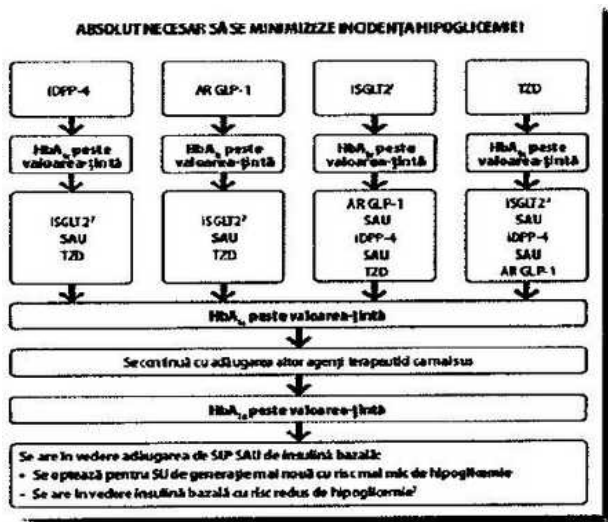 ABSOLUT NECESAR SĂ SE MINIMIZEZE INCIDENȚA HIPOGLICEMIEI
iDPP-4
AR GLP-1
iSGLT2
TZD
HbA1c peste
valoarea-țintă
HbA1c peste
valoarea-țintă
HbA1c peste
valoarea-țintă
HbA1c peste
valoarea-țintă
iSGLT2
SAU
TZD
iSGLT2
SAU
TZD
AR GLP-1
SAU
iDPP-4
SAU
TZD
iSGLT2
SAU
iDPP-4
SAU
AR GLP-1
HbA1c peste valoarea-țintă
Se continuă cu adăugarea altor agenți terapeutici ca mai sus
HbA1c peste valoarea-țintă
Se are în vedere adăugarea de SU SAU de insulină bazală:
• Se optează pentru SU de generație mai nouă cu risc mai mic de hipoglicemie
– Se are în vedere insulină bazală cu risc redus de hipoglicemie